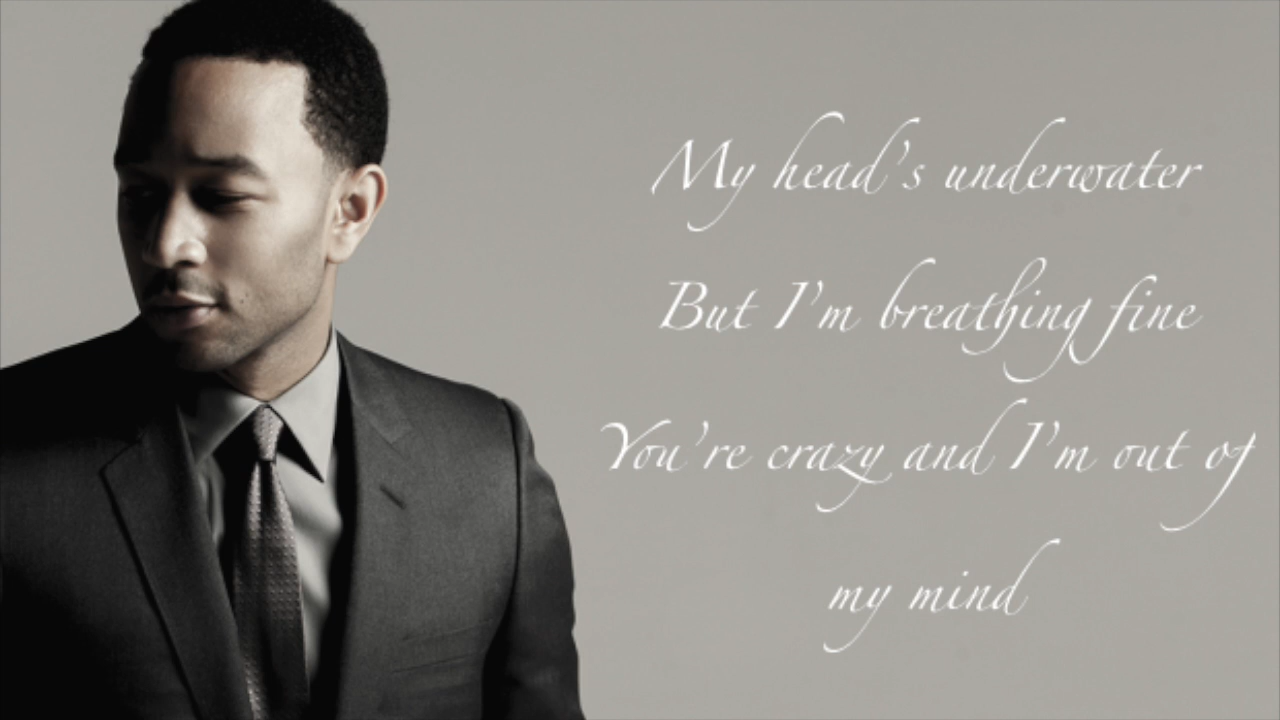 My head's underwater
But I'm breathing fine
You're crazy and I'm out of
my mind